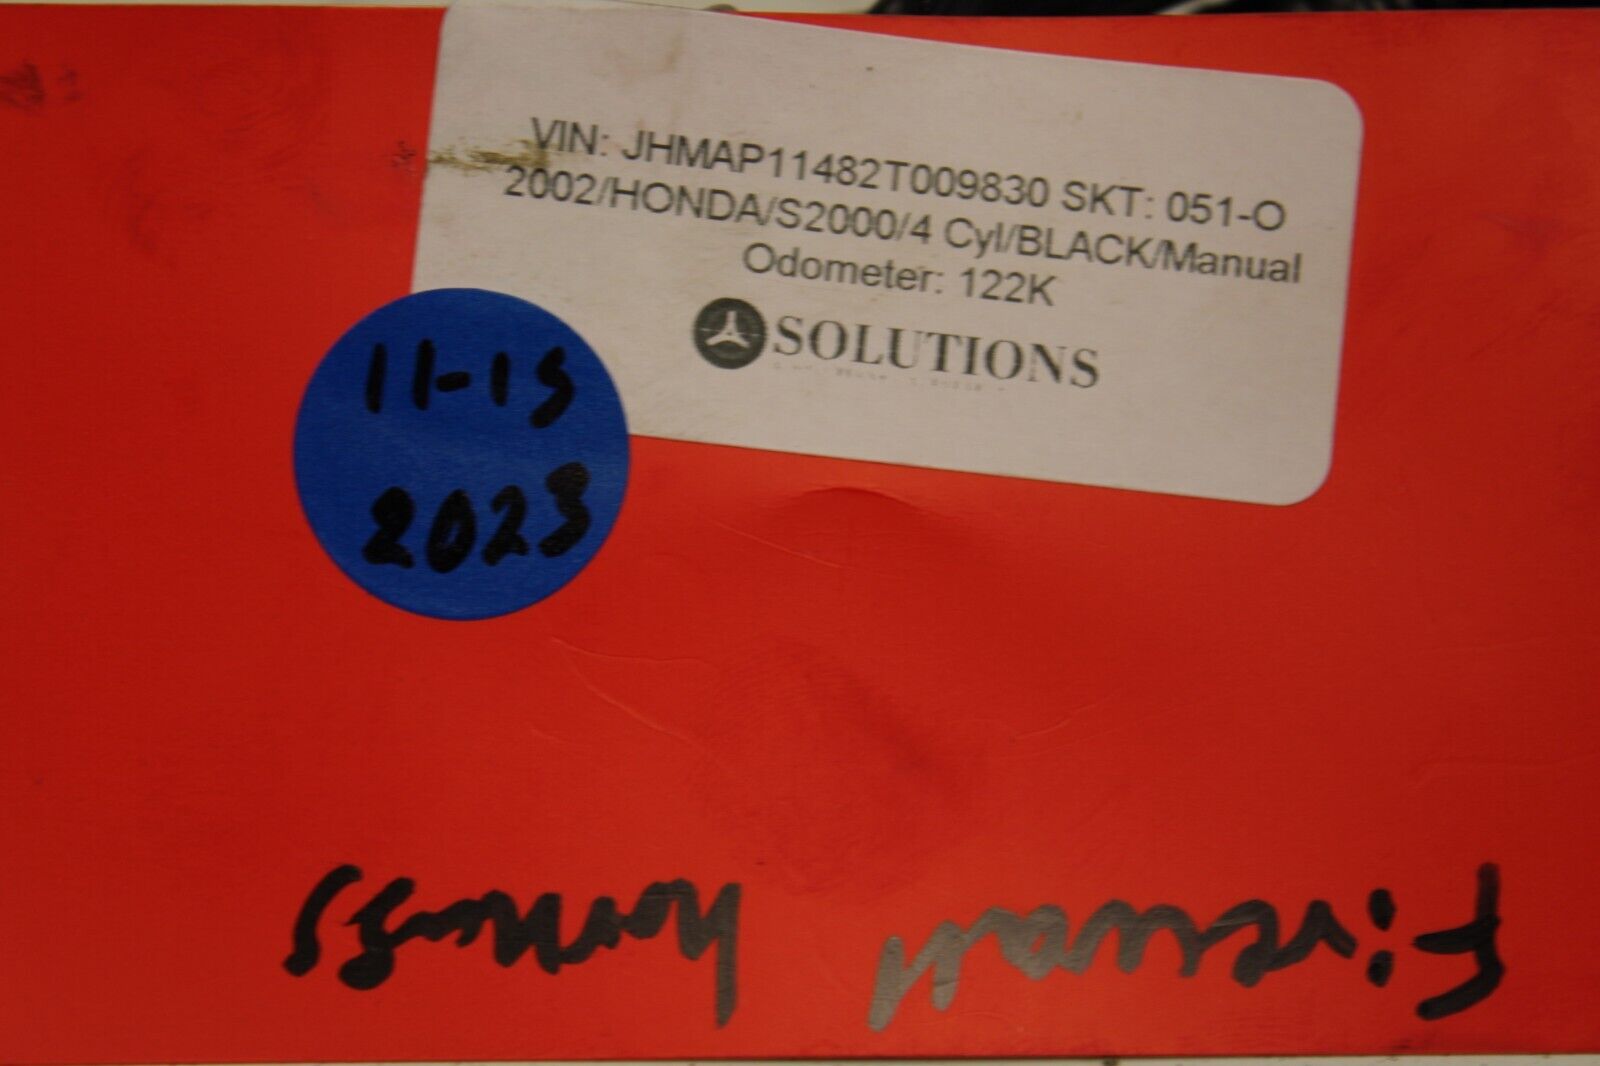 VIN: JHMAP11482T009830 SKT: 051-O
2002/HONDA/S2000/4 Cyl/BLACK/Manual
Odometer: 122K
SOLUTIONS
11-15
2023
Firewall harness